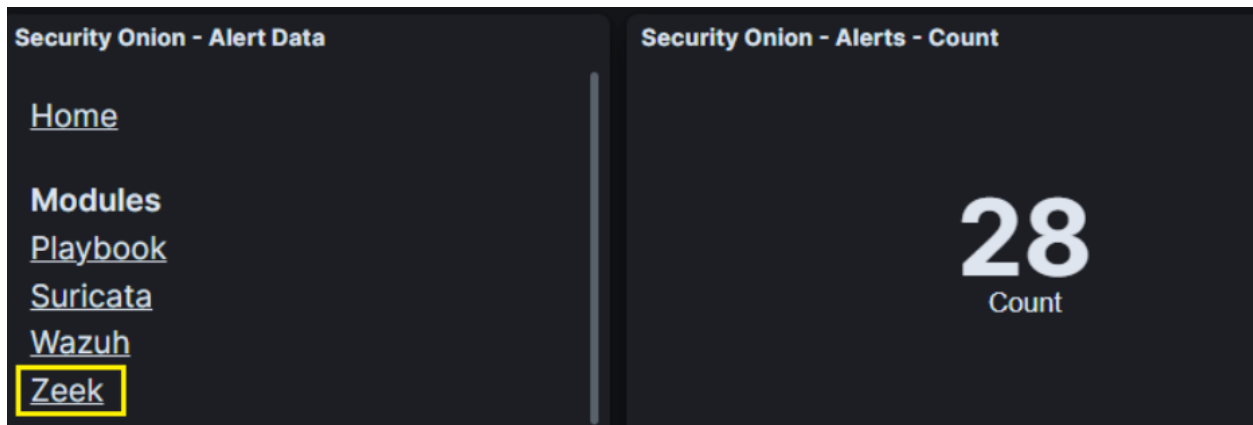 Security Onion - Alert Data
Home
Modules
Playbook
Suricata
Wazuh
Zeek
Security Onion - Alerts - Count
28
Count